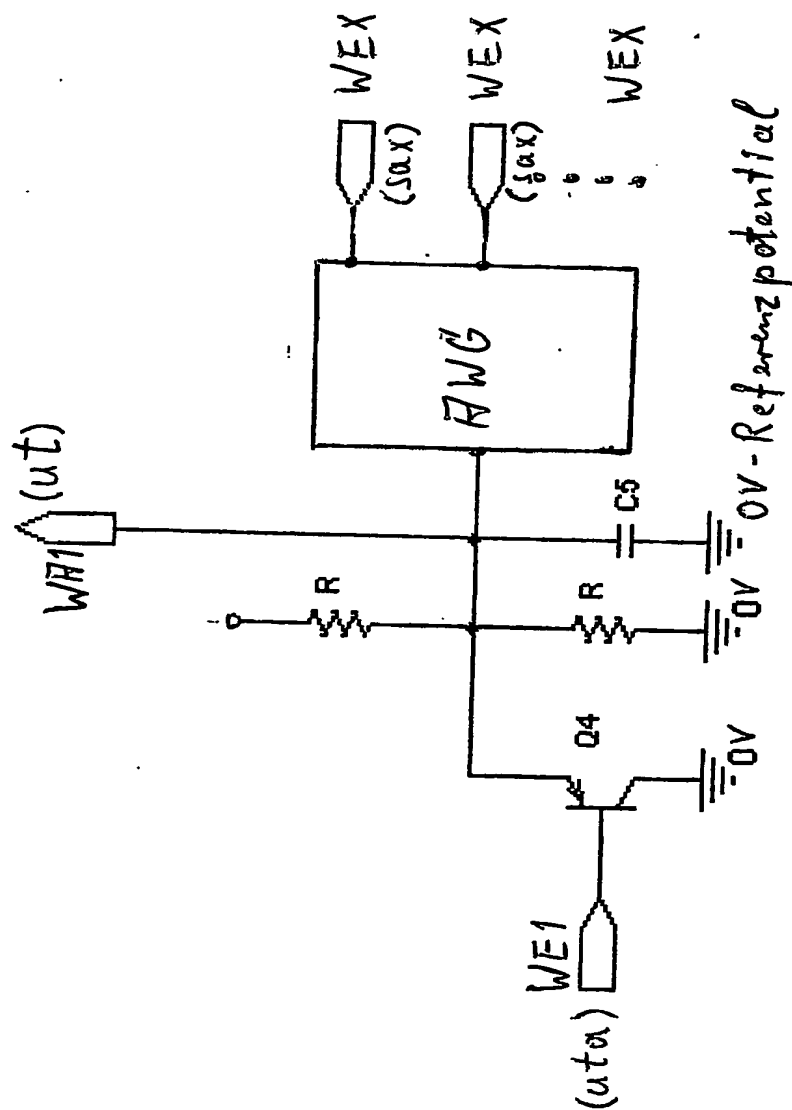 WA1 (ut)
WEX
(sax)
WEX
(sax)
WEX
AWG
R
R
C5
Q4
WE1
(uta)
0V
0V
0V-Referenzpotential